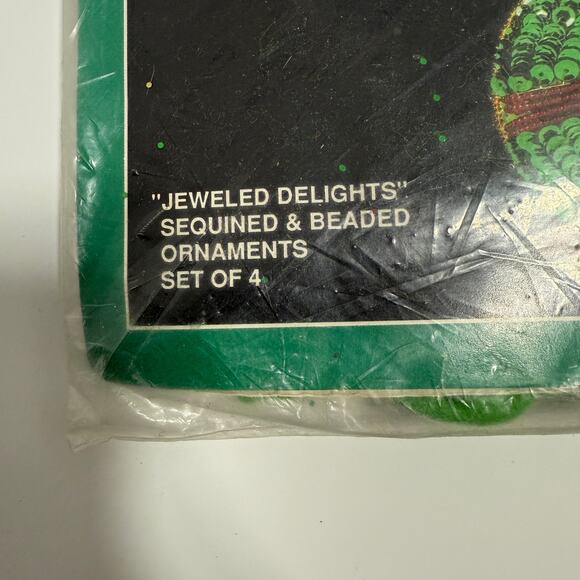 "JEWELED DELIGHTS"
SEQUINED & BEADED
ORNAMENTS
SET OF 4